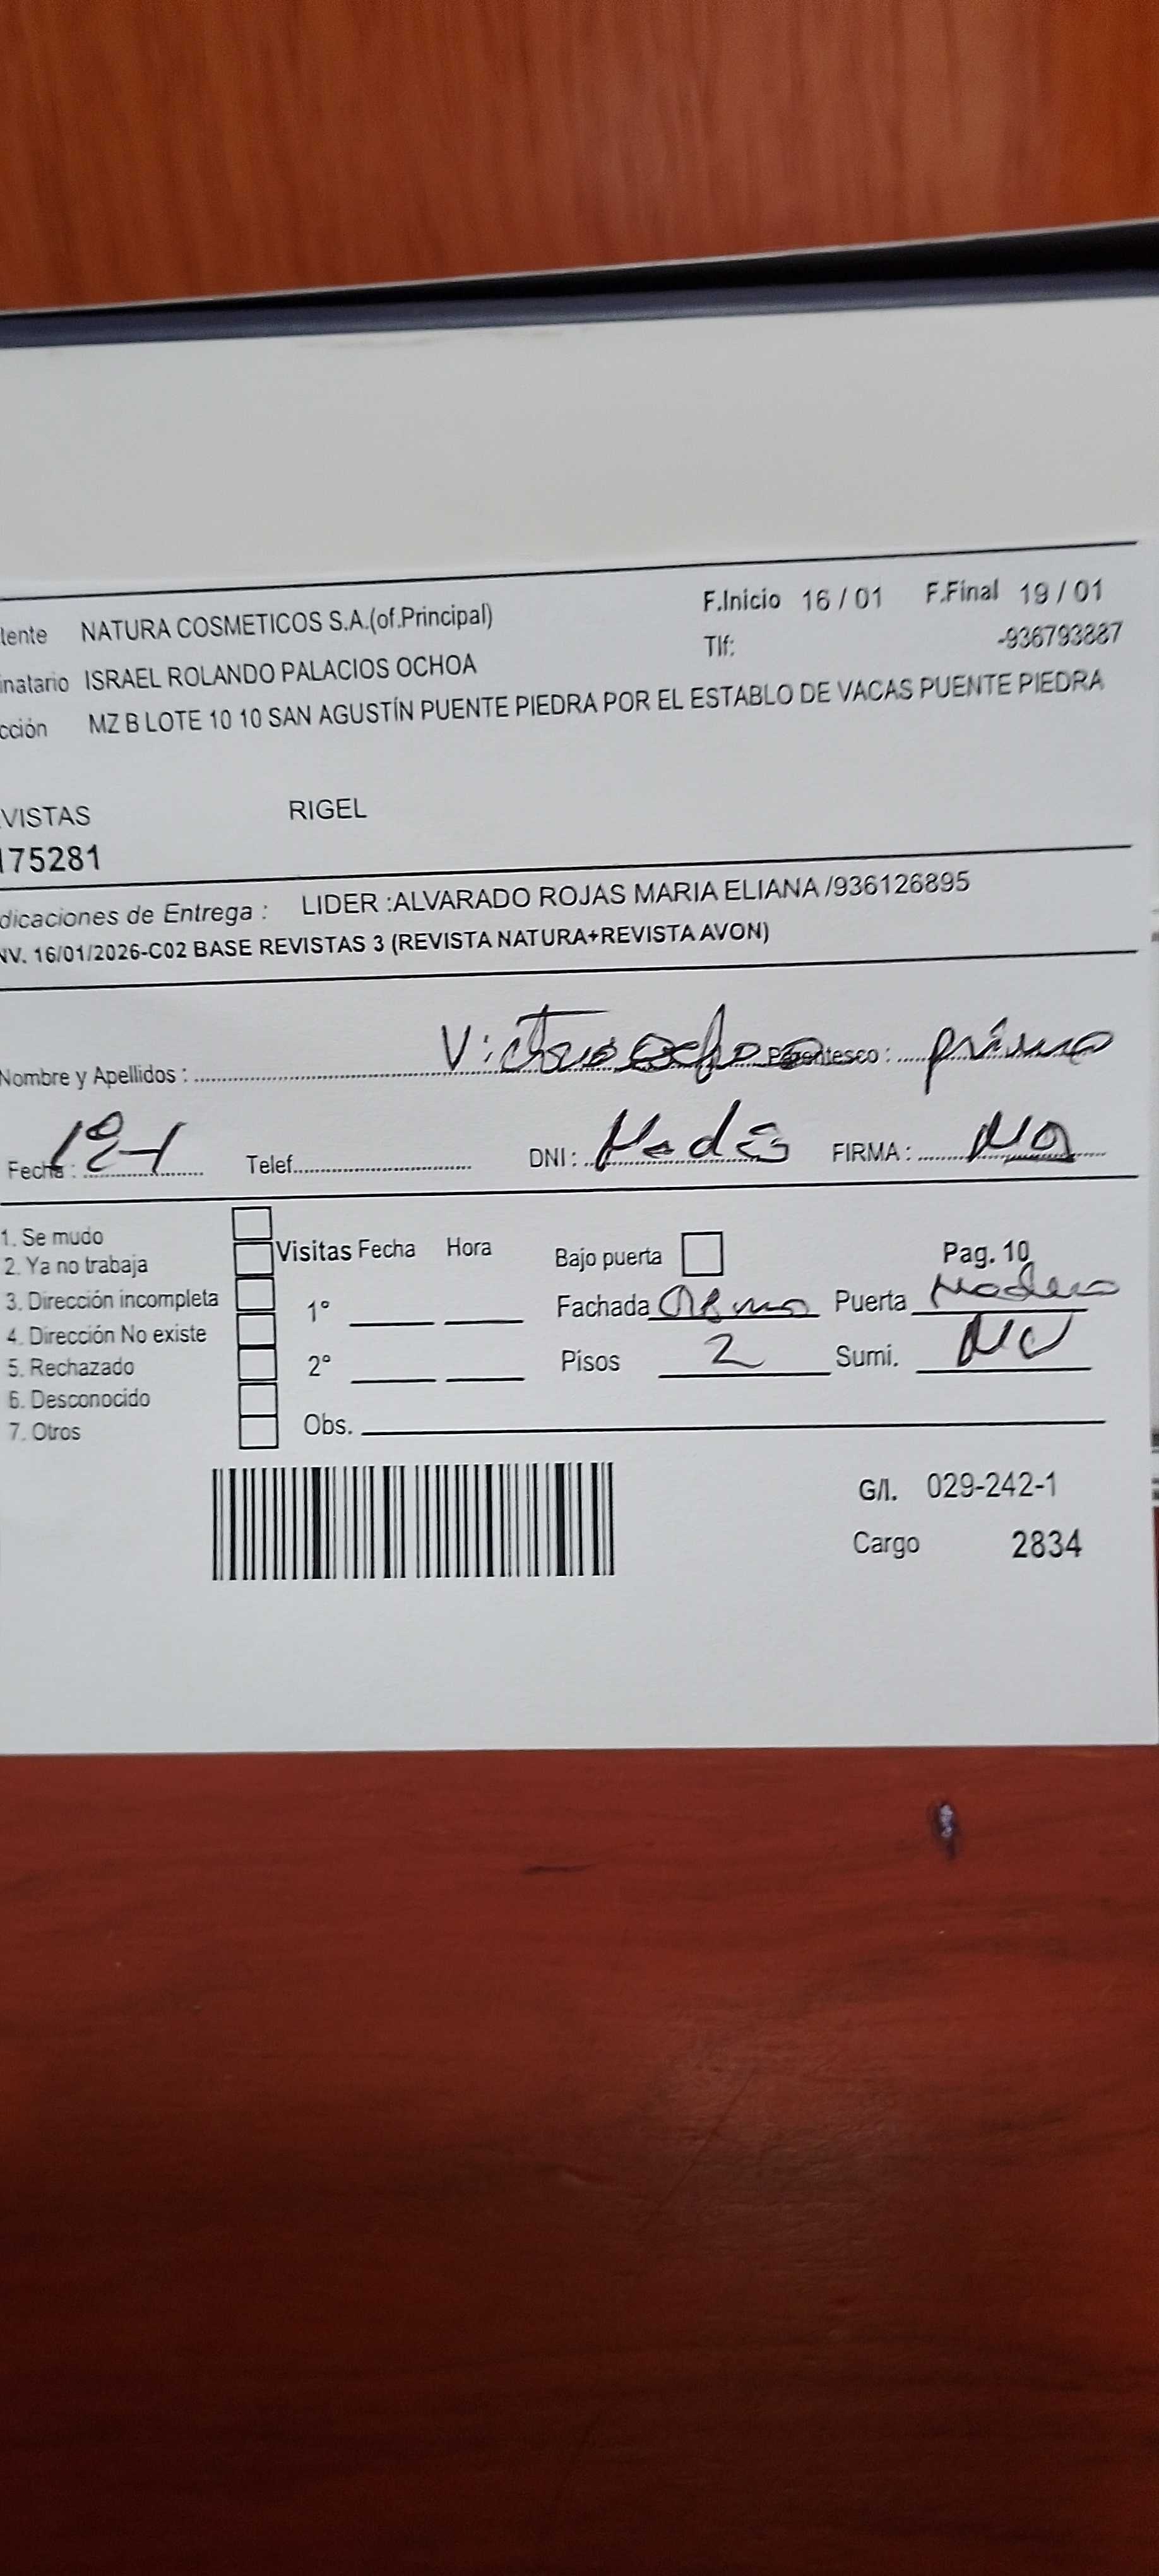 lente NATURA COSMETICOS S.A.(of.Principal) F.Inicio 16 / 01 F.Final 19 / 01
inatario ISRAEL ROLANDO PALACIOS OCHOA Tlf: -936793887
cción MZ B LOTE 10 10 SAN AGUSTÍN PUENTE PIEDRA POR EL ESTABLO DE VACAS PUENTE PIEDRA
VISTAS RIGEL
175281
dicaciones de Entrega : LIDER :ALVARADO ROJAS MARIA ELIANA /936126895
NV. 16/01/2026-C02 BASE REVISTAS 3 (REVISTA NATURA+REVISTA AVON)
Nombre y Apellidos : Parentesco :
Fecha : Telef. DNI : FIRMA :
1. Se mudo
2. Ya no trabaja Visitas Fecha Hora Bajo puerta Pag. 10
3. Dirección incompleta 1° Fachada Puerta
4. Dirección No existe
5. Rechazado 2° Pisos 2 Sumi.
6. Desconocido
7. Otros Obs.
G/l. 029-242-1
Cargo 2834